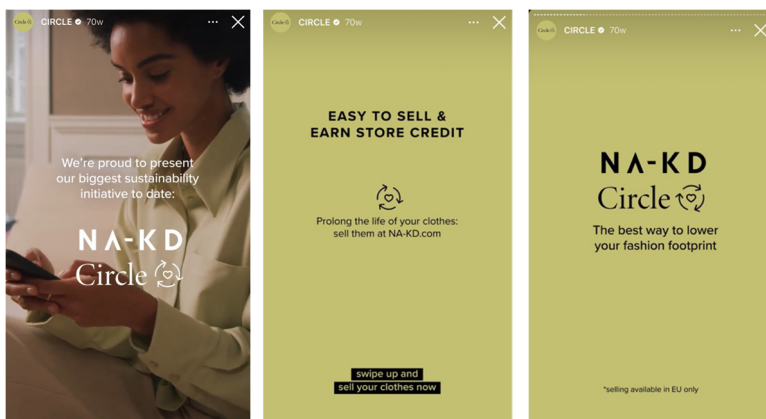 CIRCLE 70w
We're proud to present
our biggest sustainability
initiative to date:
NA-KD
Circle
CIRCLE 70w
EASY TO SELL &
EARN STORE CREDIT
Prolong the life of your clothes:
sell them at NA-KD.com
swipe up and
sell your clothes now
CIRCLE 70w
NA-KD
Circle
The best way to lower
your fashion footprint
*selling available in EU only